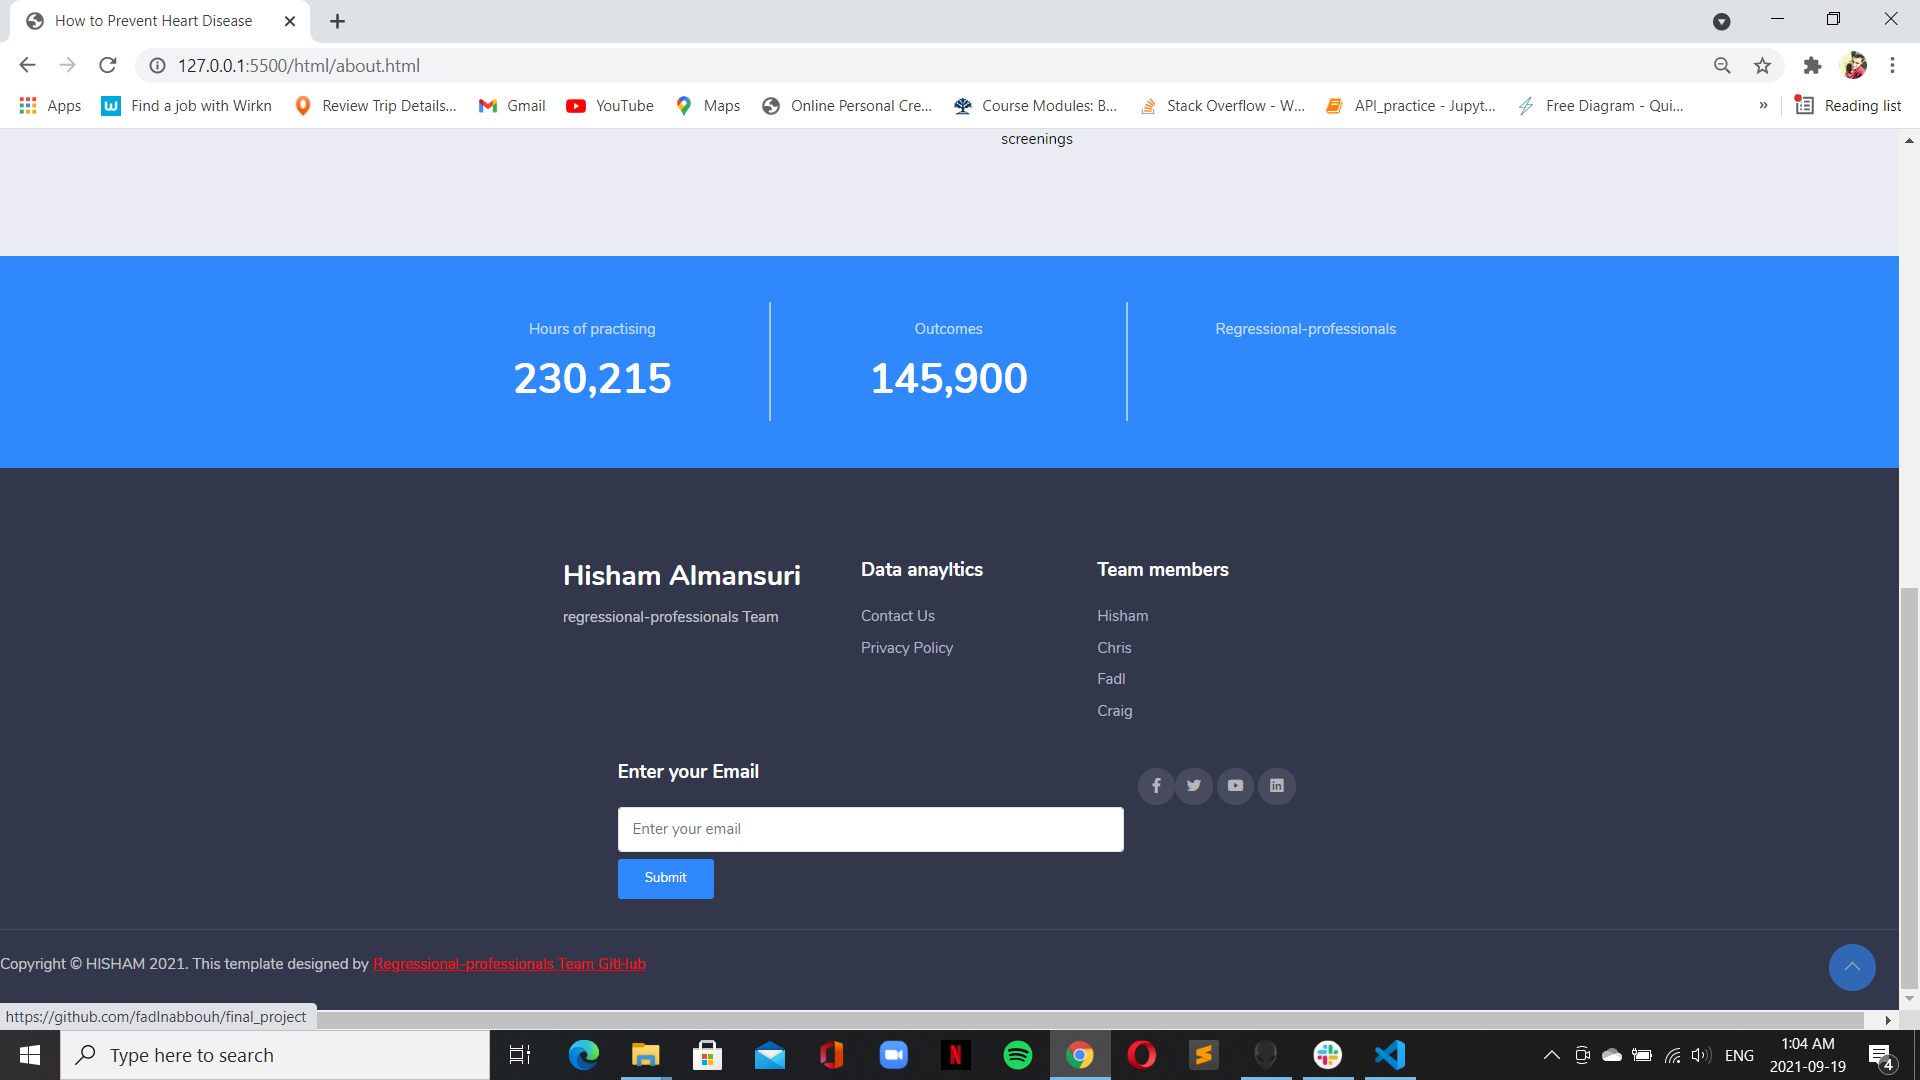 How to Prevent Heart Disease
127.0.0.1:5500/html/about.html
Apps
Find a job with Wirkn
Review Trip Details...
Gmail
YouTube
Maps
Online Personal Cre...
Course Modules: B...
Stack Overflow - W...
API_practice - Jupyt...
Free Diagram - Qui...
»
Reading list
screenings
Hours of practising
230,215
Outcomes
145,900
Regressional-professionals
Hisham Almansuri
regressional-professionals Team
Data anayltics
Contact Us
Privacy Policy
Team members
Hisham
Chris
Fadl
Craig
Enter your Email
Enter your email
Submit
Copyright © HISHAM 2021. This template designed by Regressional-professionals Team GitHub
https://github.com/fadlnabbouh/final_project
Type here to search
ENG
1:04 AM
2021-09-19
4